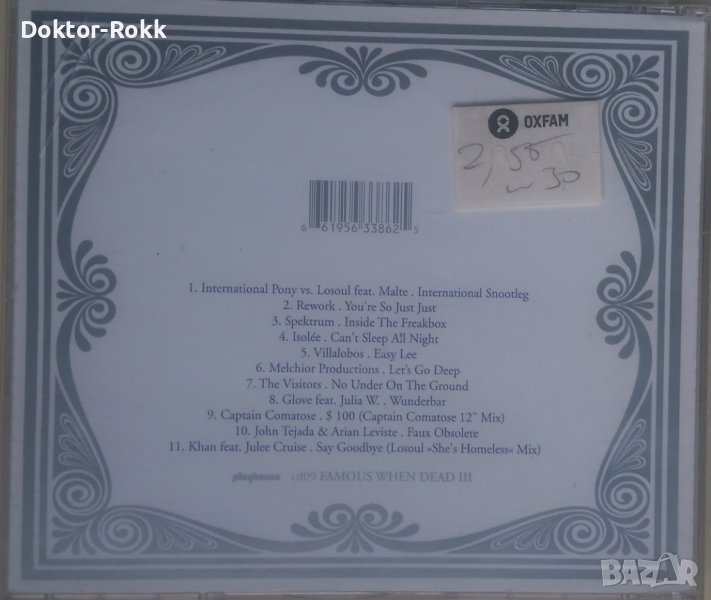 Doktor-Rokk
OXFAM
2,
30
6 61956 33862 5
1. International Pony vs. Losoul feat. Malte . International Snootleg
2. Rework . You're So Just Just
3. Spektrum . Inside The Freakbox
4. Isolée . Can't Sleep All Night
5. Villalobos . Easy Lee
6. Melchior Productions . Let's Go Deep
7. The Visitors . No Under On The Ground
8. Glove feat. Julia W. . Wunderbar
9. Captain Comatose . $ 100 (Captain Comatose 12" Mix)
10. John Tejada & Arian Leviste . Faux Obsolete
11. Khan feat. Julee Cruise . Say Goodbye (Losoul »She's Homeless« Mix)
playhouse cd09 FAMOUS WHEN DEAD III
BAZAR